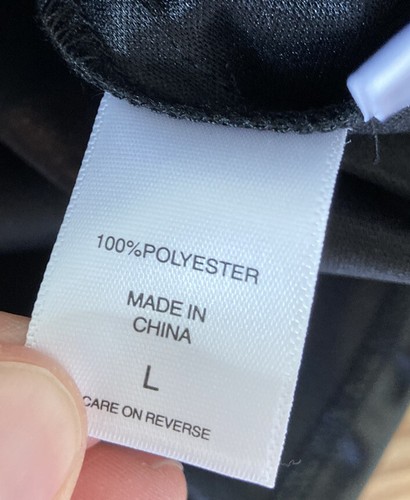 100%POLYESTER
MADE IN
CHINA
L
CARE ON REVERSE